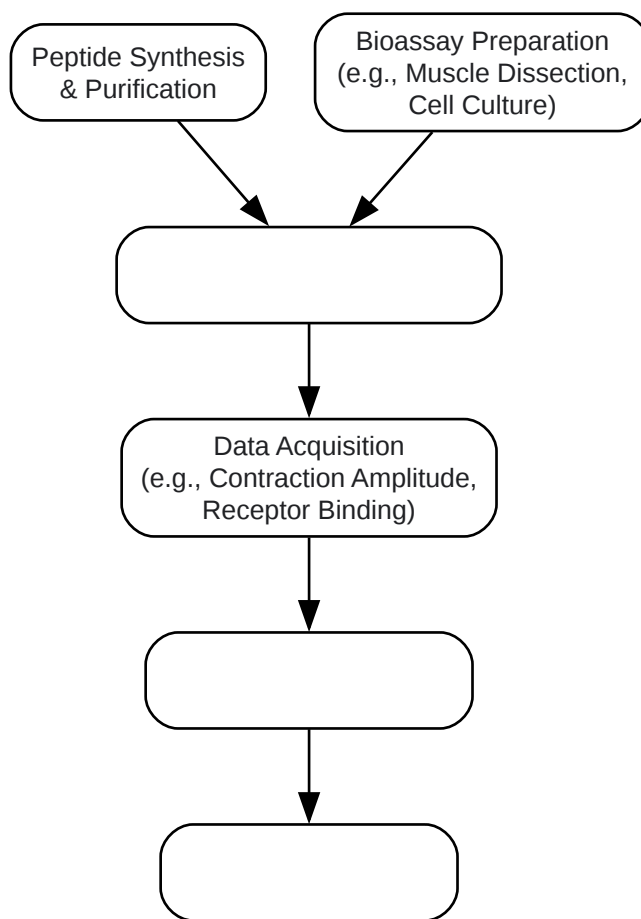 Peptide Synthesis
& Purification
Bioassay Preparation
(e.g., Muscle Dissection,
Cell Culture)
Data Acquisition
(e.g., Contraction Amplitude,
Receptor Binding)